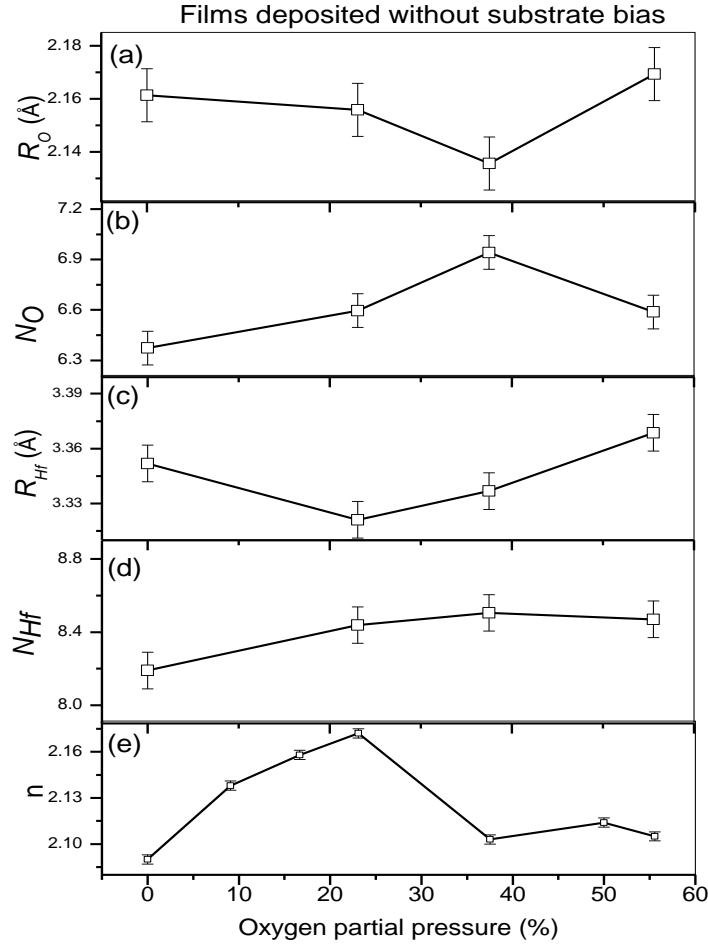 Films deposited without substrate bias
(a)
2.18
2.16
2.14
R_O (Å)
(b)
7.2
6.9
6.6
6.3
N_O
(c)
3.39
3.36
3.33
R_Hf (Å)
(d)
8.8
8.4
8.0
N_Hf
(e)
2.16
2.13
2.10
n
0 10 20 30 40 50 60
Oxygen partial pressure (%)